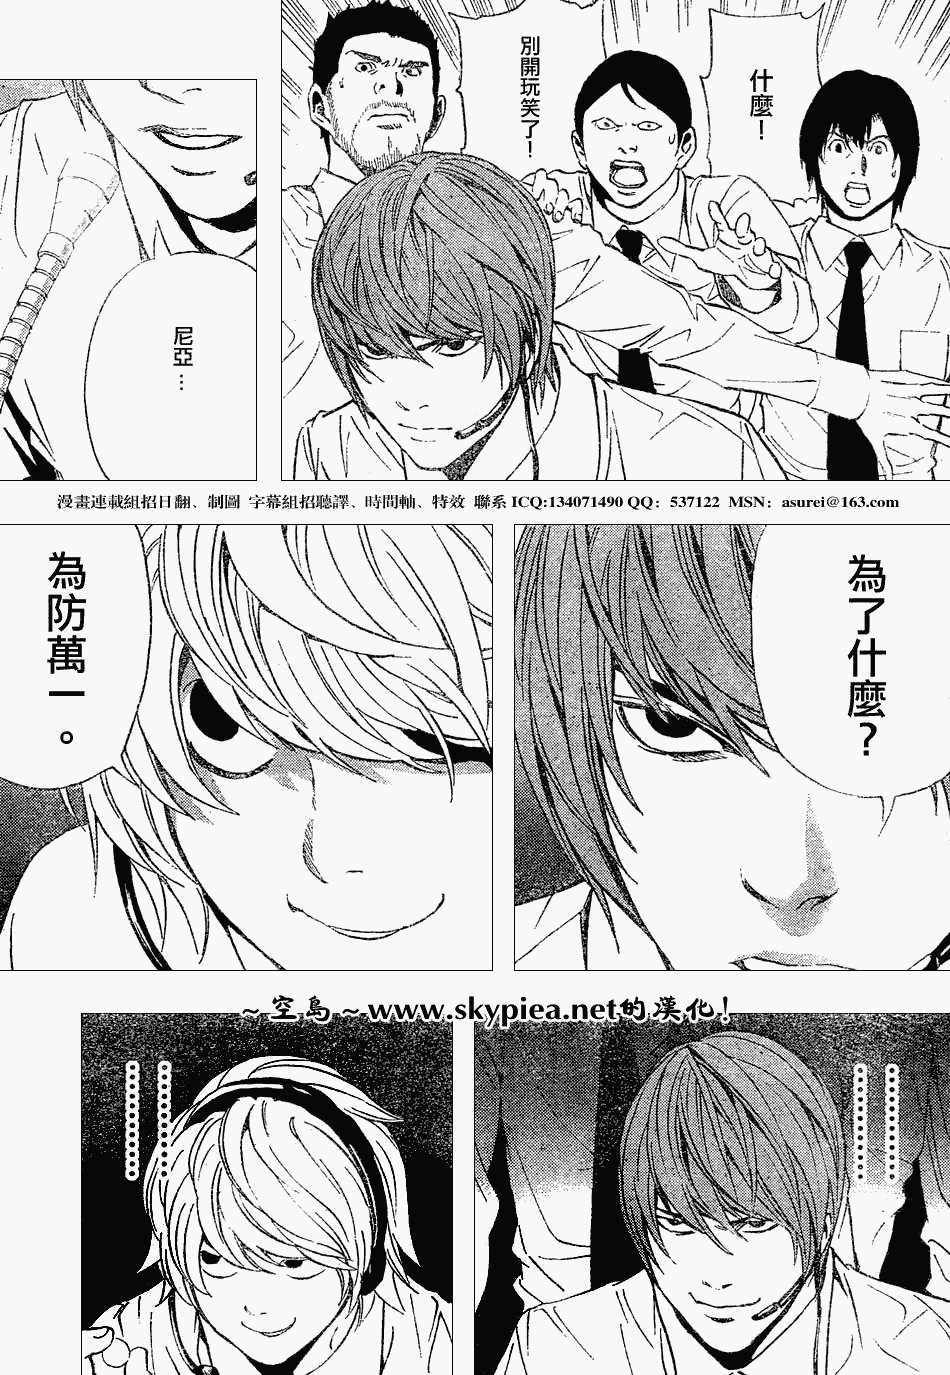 什麼！
別開玩笑了！
尼亞…
漫畫連載組招日翻、制圖 字幕組招聽譯、時間軸、特效 聯系 ICQ:134071490 QQ：537122 MSN：asurei@163.com
為了什麼？
為防萬一。
～空島～www.skypiea.net的漢化！
………………
………………